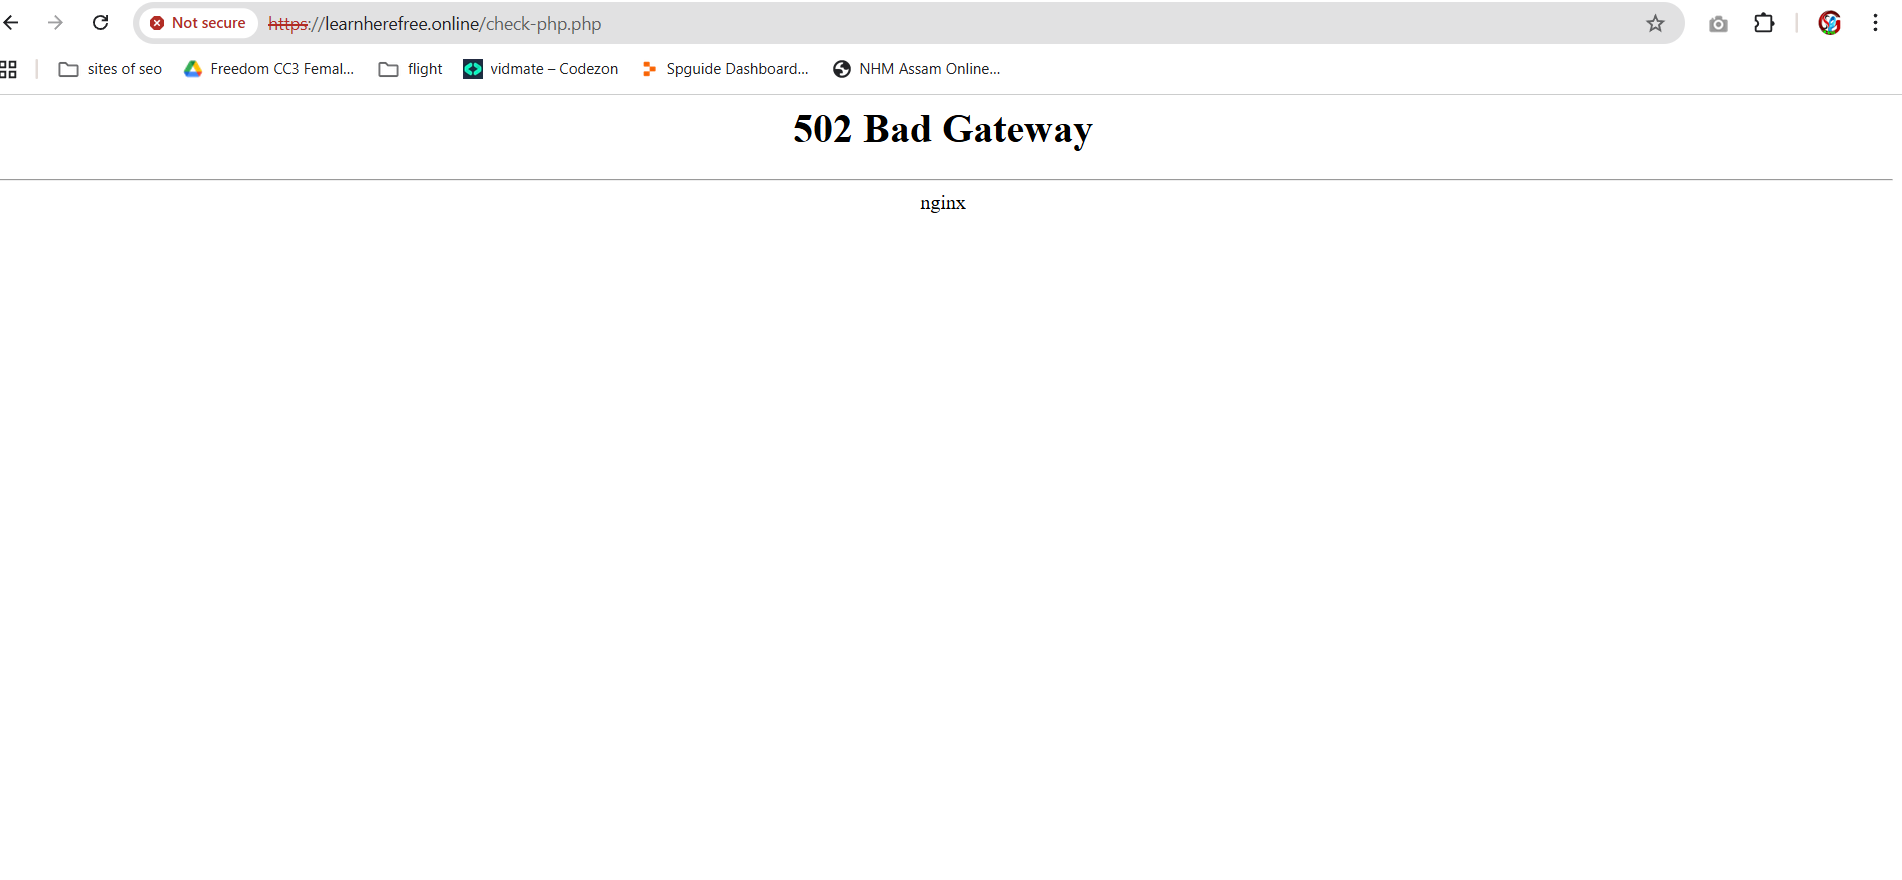 Not secure https://learnherefree.online/check-php.php
sites of seo Freedom CC3 Femal... flight vidmate – Codezon Spguide Dashboard... NHM Assam Online...
502 Bad Gateway
nginx